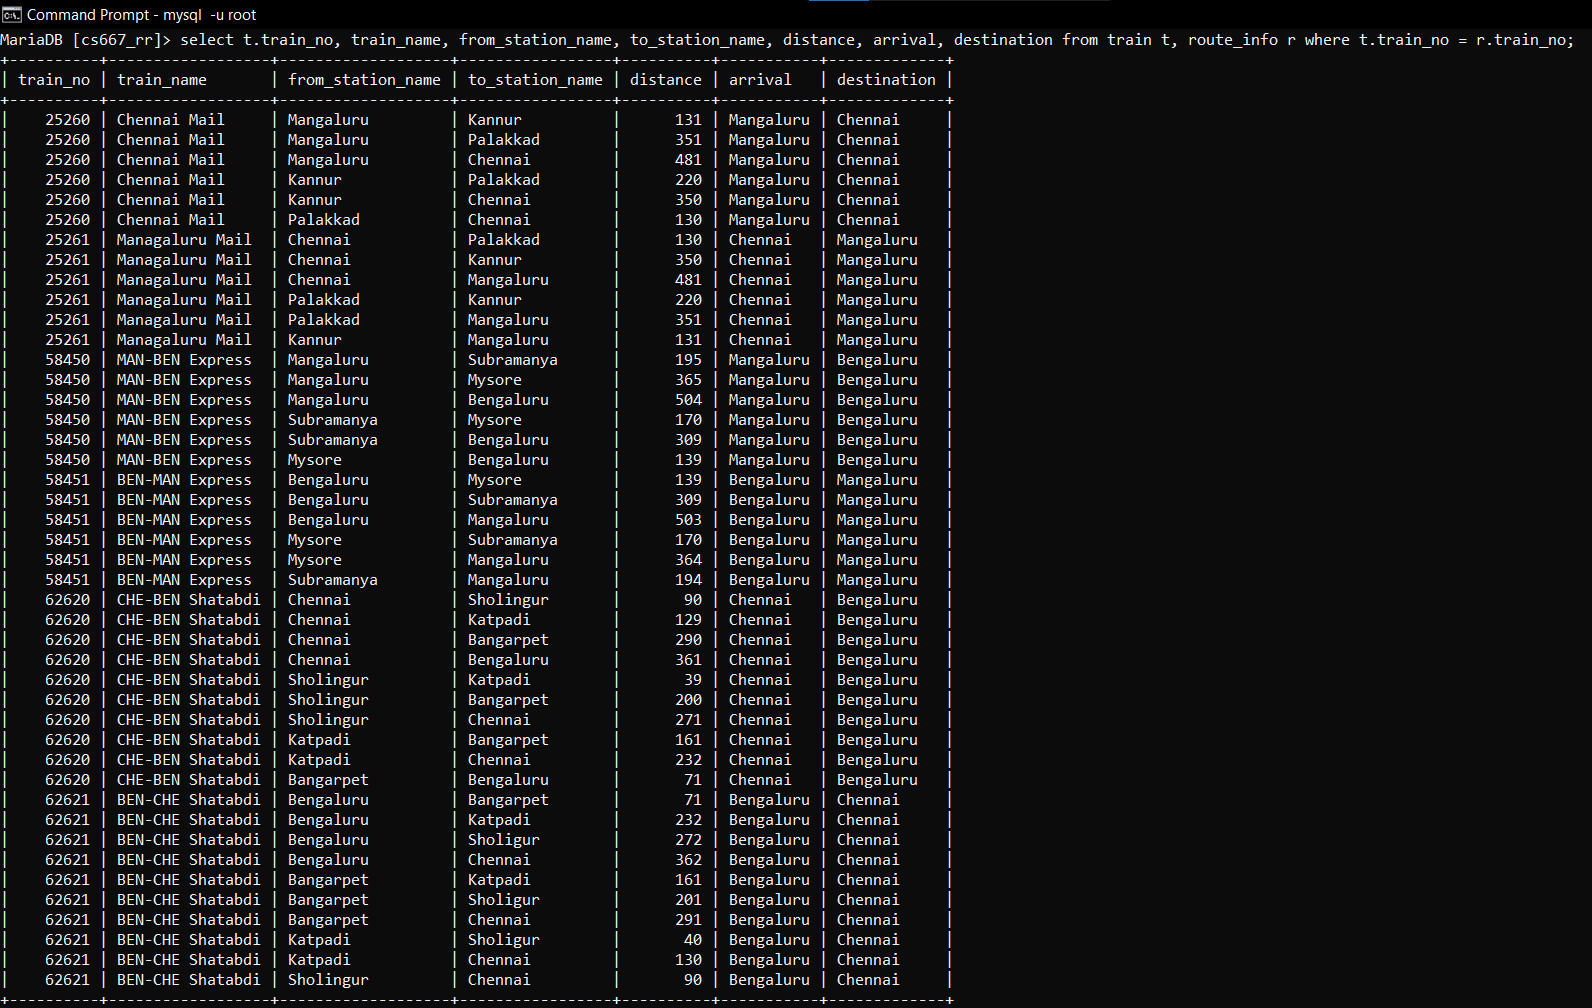 Command Prompt - mysql  -u root
MariaDB [cs667_rr]> select t.train_no, train_name, from_station_name, to_station_name, distance, arrival, destination from train t, route_info r where t.train_no = r.train_no;
+----------+------------------+-------------------+-----------------+----------+-----------+-------------+
| train_no | train_name       | from_station_name | to_station_name | distance | arrival   | destination |
+----------+------------------+-------------------+-----------------+----------+-----------+-------------+
|    25260 | Chennai Mail     | Mangaluru         | Kannur          |      131 | Mangaluru | Chennai     |
|    25260 | Chennai Mail     | Mangaluru         | Palakkad        |      351 | Mangaluru | Chennai     |
|    25260 | Chennai Mail     | Mangaluru         | Chennai         |      481 | Mangaluru | Chennai     |
|    25260 | Chennai Mail     | Kannur            | Palakkad        |      220 | Mangaluru | Chennai     |
|    25260 | Chennai Mail     | Kannur            | Chennai         |      350 | Mangaluru | Chennai     |
|    25260 | Chennai Mail     | Palakkad          | Chennai         |      130 | Mangaluru | Chennai     |
|    25261 | Managaluru Mail  | Chennai           | Palakkad        |      130 | Chennai   | Mangaluru   |
|    25261 | Managaluru Mail  | Chennai           | Kannur          |      350 | Chennai   | Mangaluru   |
|    25261 | Managaluru Mail  | Chennai           | Mangaluru       |      481 | Chennai   | Mangaluru   |
|    25261 | Managaluru Mail  | Palakkad          | Kannur          |      220 | Chennai   | Mangaluru   |
|    25261 | Managaluru Mail  | Palakkad          | Mangaluru       |      351 | Chennai   | Mangaluru   |
|    25261 | Managaluru Mail  | Kannur            | Mangaluru       |      131 | Chennai   | Mangaluru   |
|    58450 | MAN-BEN Express  | Mangaluru         | Subramanya      |      195 | Mangaluru | Bengaluru   |
|    58450 | MAN-BEN Express  | Mangaluru         | Mysore          |      365 | Mangaluru | Bengaluru   |
|    58450 | MAN-BEN Express  | Mangaluru         | Bengaluru       |      504 | Mangaluru | Bengaluru   |
|    58450 | MAN-BEN Express  | Subramanya        | Mysore          |      170 | Mangaluru | Bengaluru   |
|    58450 | MAN-BEN Express  | Subramanya        | Bengaluru       |      309 | Mangaluru | Bengaluru   |
|    58450 | MAN-BEN Express  | Mysore            | Bengaluru       |      139 | Mangaluru | Bengaluru   |
|    58451 | BEN-MAN Express  | Bengaluru         | Mysore          |      139 | Bengaluru | Mangaluru   |
|    58451 | BEN-MAN Express  | Bengaluru         | Subramanya      |      309 | Bengaluru | Mangaluru   |
|    58451 | BEN-MAN Express  | Bengaluru         | Mangaluru       |      503 | Bengaluru | Mangaluru   |
|    58451 | BEN-MAN Express  | Mysore            | Subramanya      |      170 | Bengaluru | Mangaluru   |
|    58451 | BEN-MAN Express  | Mysore            | Mangaluru       |      364 | Bengaluru | Mangaluru   |
|    58451 | BEN-MAN Express  | Subramanya        | Mangaluru       |      194 | Bengaluru | Mangaluru   |
|    62620 | CHE-BEN Shatabdi | Chennai           | Sholingur       |       90 | Chennai   | Bengaluru   |
|    62620 | CHE-BEN Shatabdi | Chennai           | Katpadi         |      129 | Chennai   | Bengaluru   |
|    62620 | CHE-BEN Shatabdi | Chennai           | Bangarpet       |      290 | Chennai   | Bengaluru   |
|    62620 | CHE-BEN Shatabdi | Chennai           | Bengaluru       |      361 | Chennai   | Bengaluru   |
|    62620 | CHE-BEN Shatabdi | Sholingur         | Katpadi         |       39 | Chennai   | Bengaluru   |
|    62620 | CHE-BEN Shatabdi | Sholingur         | Bangarpet       |      200 | Chennai   | Bengaluru   |
|    62620 | CHE-BEN Shatabdi | Sholingur         | Chennai         |      271 | Chennai   | Bengaluru   |
|    62620 | CHE-BEN Shatabdi | Katpadi           | Bangarpet       |      161 | Chennai   | Bengaluru   |
|    62620 | CHE-BEN Shatabdi | Katpadi           | Chennai         |      232 | Chennai   | Bengaluru   |
|    62620 | CHE-BEN Shatabdi | Bangarpet         | Bengaluru       |       71 | Chennai   | Bengaluru   |
|    62621 | BEN-CHE Shatabdi | Bengaluru         | Bangarpet       |       71 | Bengaluru | Chennai     |
|    62621 | BEN-CHE Shatabdi | Bengaluru         | Katpadi         |      232 | Bengaluru | Chennai     |
|    62621 | BEN-CHE Shatabdi | Bengaluru         | Sholigur        |      272 | Bengaluru | Chennai     |
|    62621 | BEN-CHE Shatabdi | Bengaluru         | Chennai         |      362 | Bengaluru | Chennai     |
|    62621 | BEN-CHE Shatabdi | Bangarpet         | Katpadi         |      161 | Bengaluru | Chennai     |
|    62621 | BEN-CHE Shatabdi | Bangarpet         | Sholigur        |      201 | Bengaluru | Chennai     |
|    62621 | BEN-CHE Shatabdi | Bangarpet         | Chennai         |      291 | Bengaluru | Chennai     |
|    62621 | BEN-CHE Shatabdi | Katpadi           | Sholigur        |       40 | Bengaluru | Chennai     |
|    62621 | BEN-CHE Shatabdi | Katpadi           | Chennai         |      130 | Bengaluru | Chennai     |
|    62621 | BEN-CHE Shatabdi | Sholingur         | Chennai         |       90 | Bengaluru | Chennai     |
+----------+------------------+-------------------+-----------------+----------+-----------+-------------+